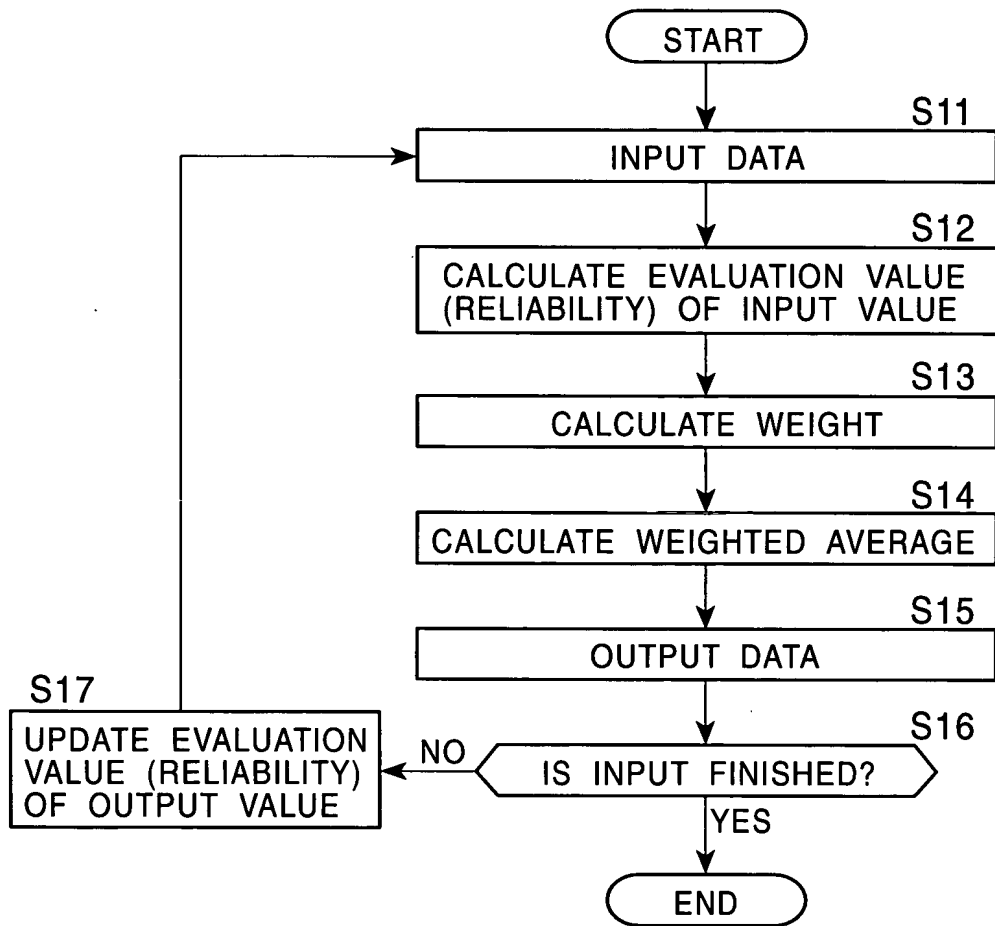 START
S11
INPUT DATA
S12
CALCULATE EVALUATION VALUE
(RELIABILITY) OF INPUT VALUE
S13
CALCULATE WEIGHT
S14
CALCULATE WEIGHTED AVERAGE
S15
OUTPUT DATA
S16
IS INPUT FINISHED?
NO
S17
UPDATE EVALUATION
VALUE (RELIABILITY)
OF OUTPUT VALUE
YES
END